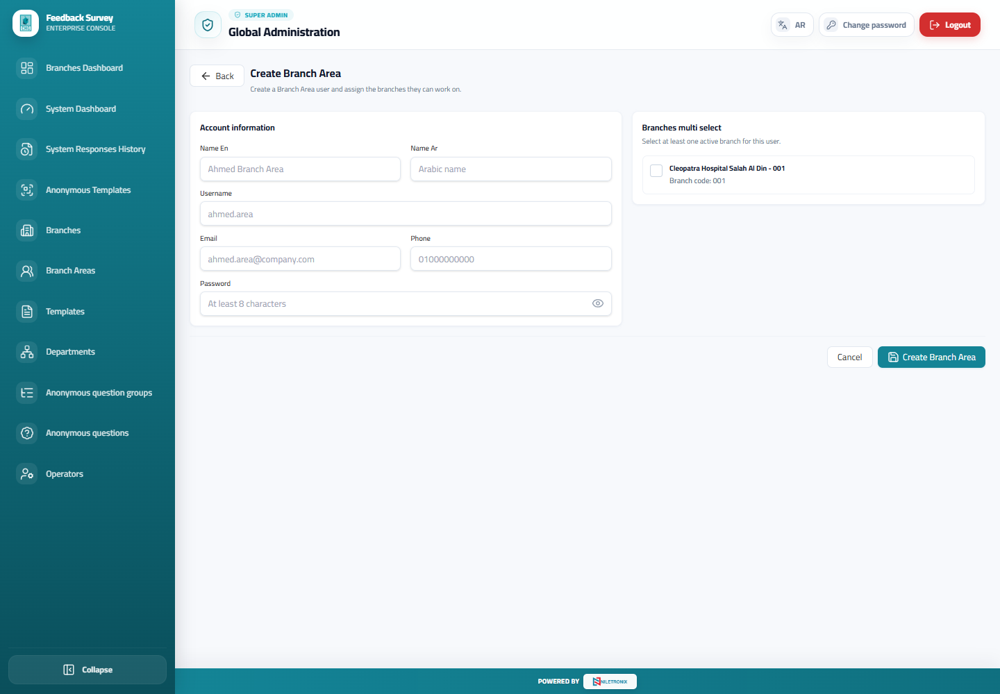 Feedback Survey
ENTERPRISE CONSOLE
Branches Dashboard
System Dashboard
System Responses History
Anonymous Templates
Branches
Branch Areas
Templates
Departments
Anonymous question groups
Anonymous questions
Operators
Collapse
SUPER ADMIN
Global Administration
AR
Change password
Logout
Back
Create Branch Area
Create a Branch Area user and assign the branches they can work on.
Account information
Name En
Name Ar
Ahmed Branch Area
Arabic name
Username
ahmed.area
Email
Phone
ahmed.area@company.com
01000000000
Password
At least 8 characters
Branches multi select
Select at least one active branch for this user.
Cleopatra Hospital Salah Al Din - 001
Branch code: 001
Cancel
Create Branch Area
POWERED BY
NILETRONIX